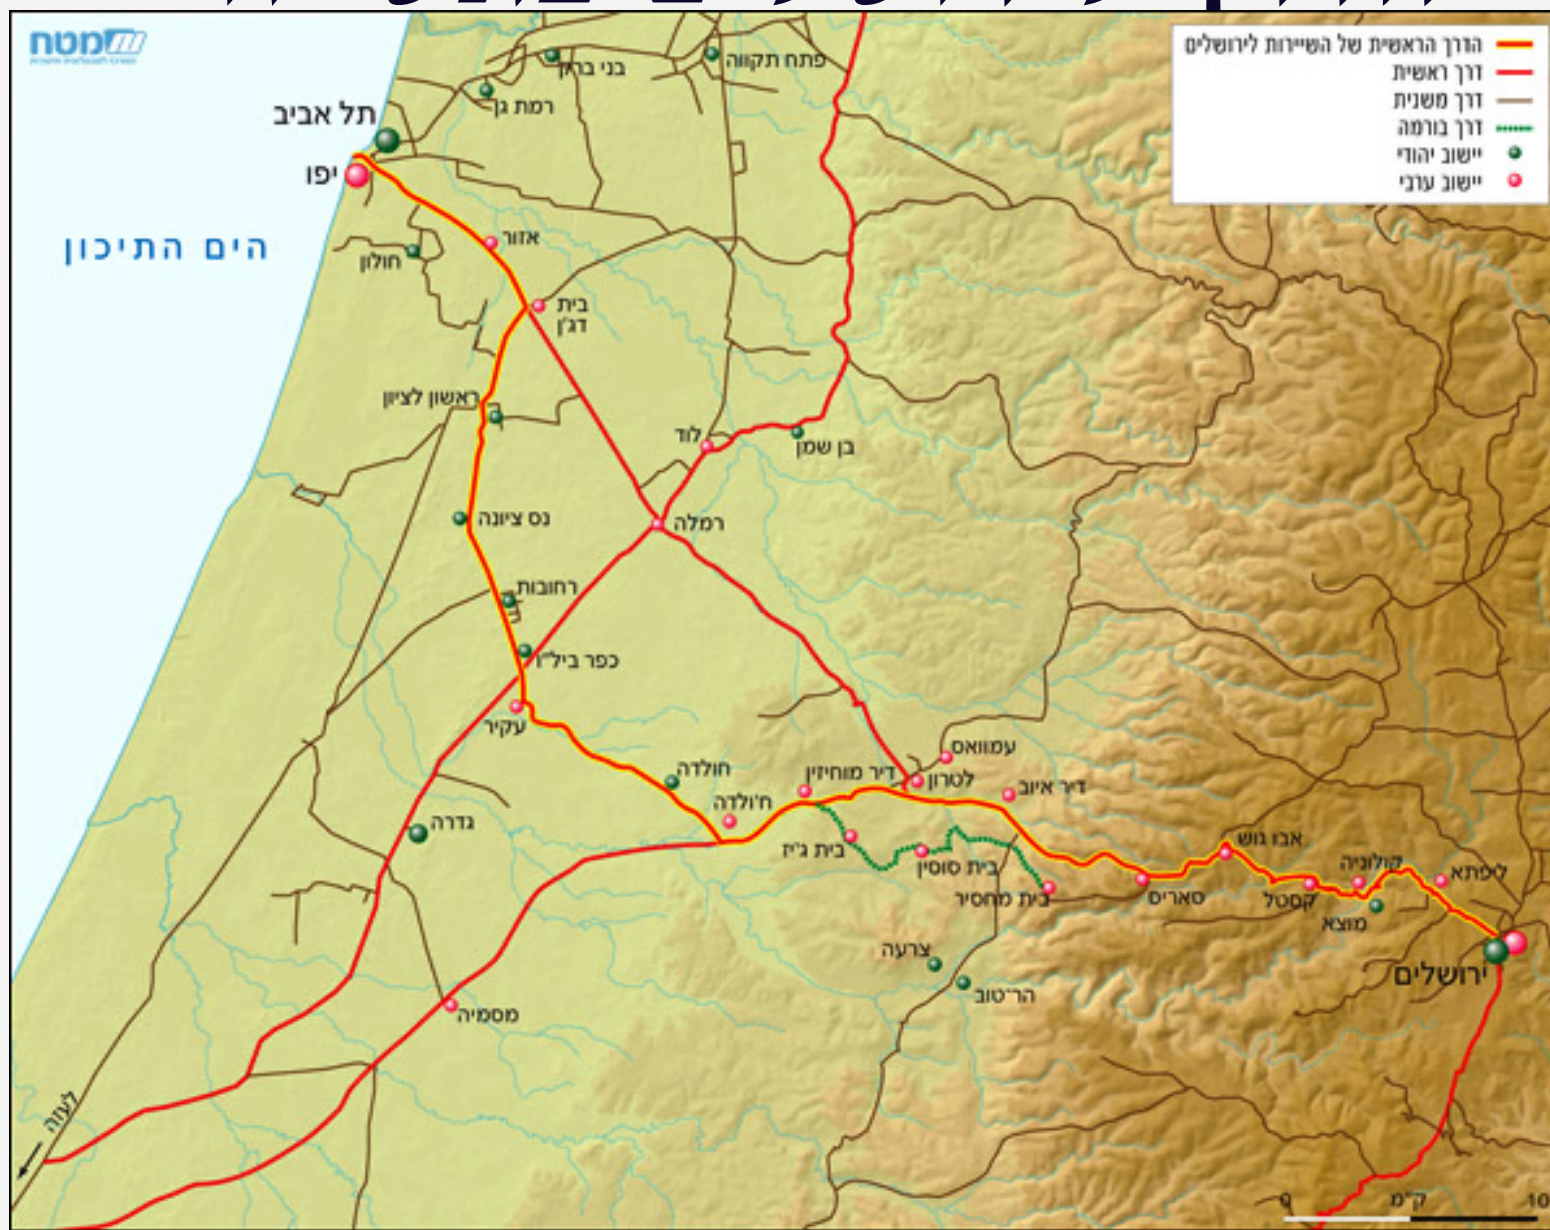 מטח
הדרך הראשית של השיירות לירושלים
דרך ראשית
דרך משנית
דרך בורמה
יישוב יהודי
יישוב ערבי
פתח תקווה
בני ברק
רמת גן
תל אביב
יפו
הים התיכון
אזור
חולון
בית
דג'ן
ראשון לציון
לוד
בן שמן
נס ציונה
רמלה
רחובות
כפר ביל"ו
עקיר
עמוואס
לטרון
דיר מוחיזין
דיר איוב
חולדה
ח'ולדה
גדרה
בית ג'יז
בית סוסין
בית מחסיר
סאריס
אבו גוש
קסטל
קולוניה
מוצא
ליפתא
ירושלים
צרעה
הר־טוב
מסמיה
לעזה
0 ק"מ 10